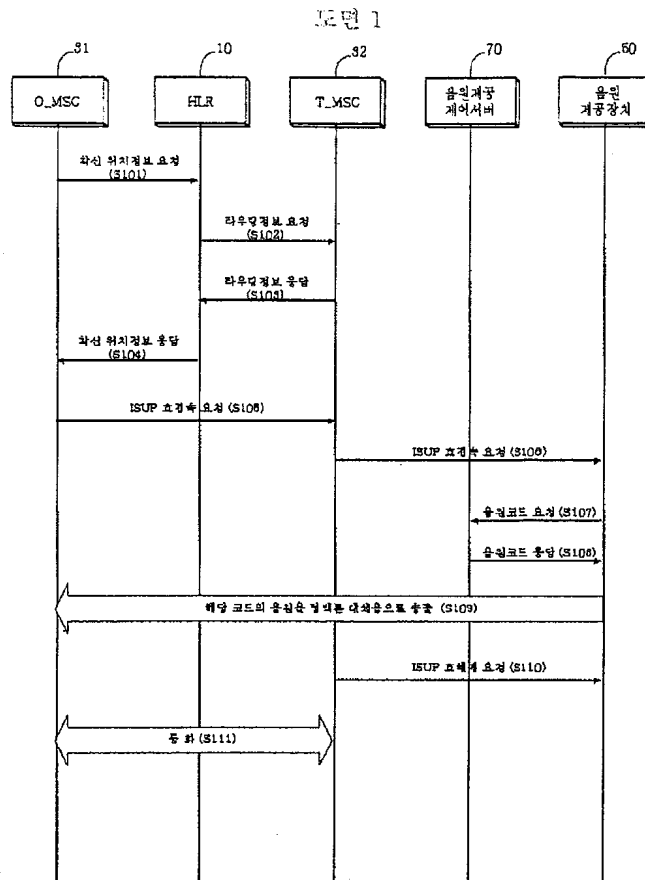 도면 1
31
10
32
70
60
O_MSC
HLR
T_MSC
음원제공
제어서버
음원
제공장치
착신 위치정보 요청
(S101)
라우팅정보 요청
(S102)
라우팅정보 응답
(S103)
착신 위치정보 응답
(S104)
ISUP 호접속 요청 (S105)
ISUP 호접속 요청 (S106)
음원코드 요청 (S107)
음원코드 응답 (S108)
해당 코드의 음원을 링백톤 대체음으로 송출 (S109)
ISUP 호해제 요청 (S110)
통 화 (S111)